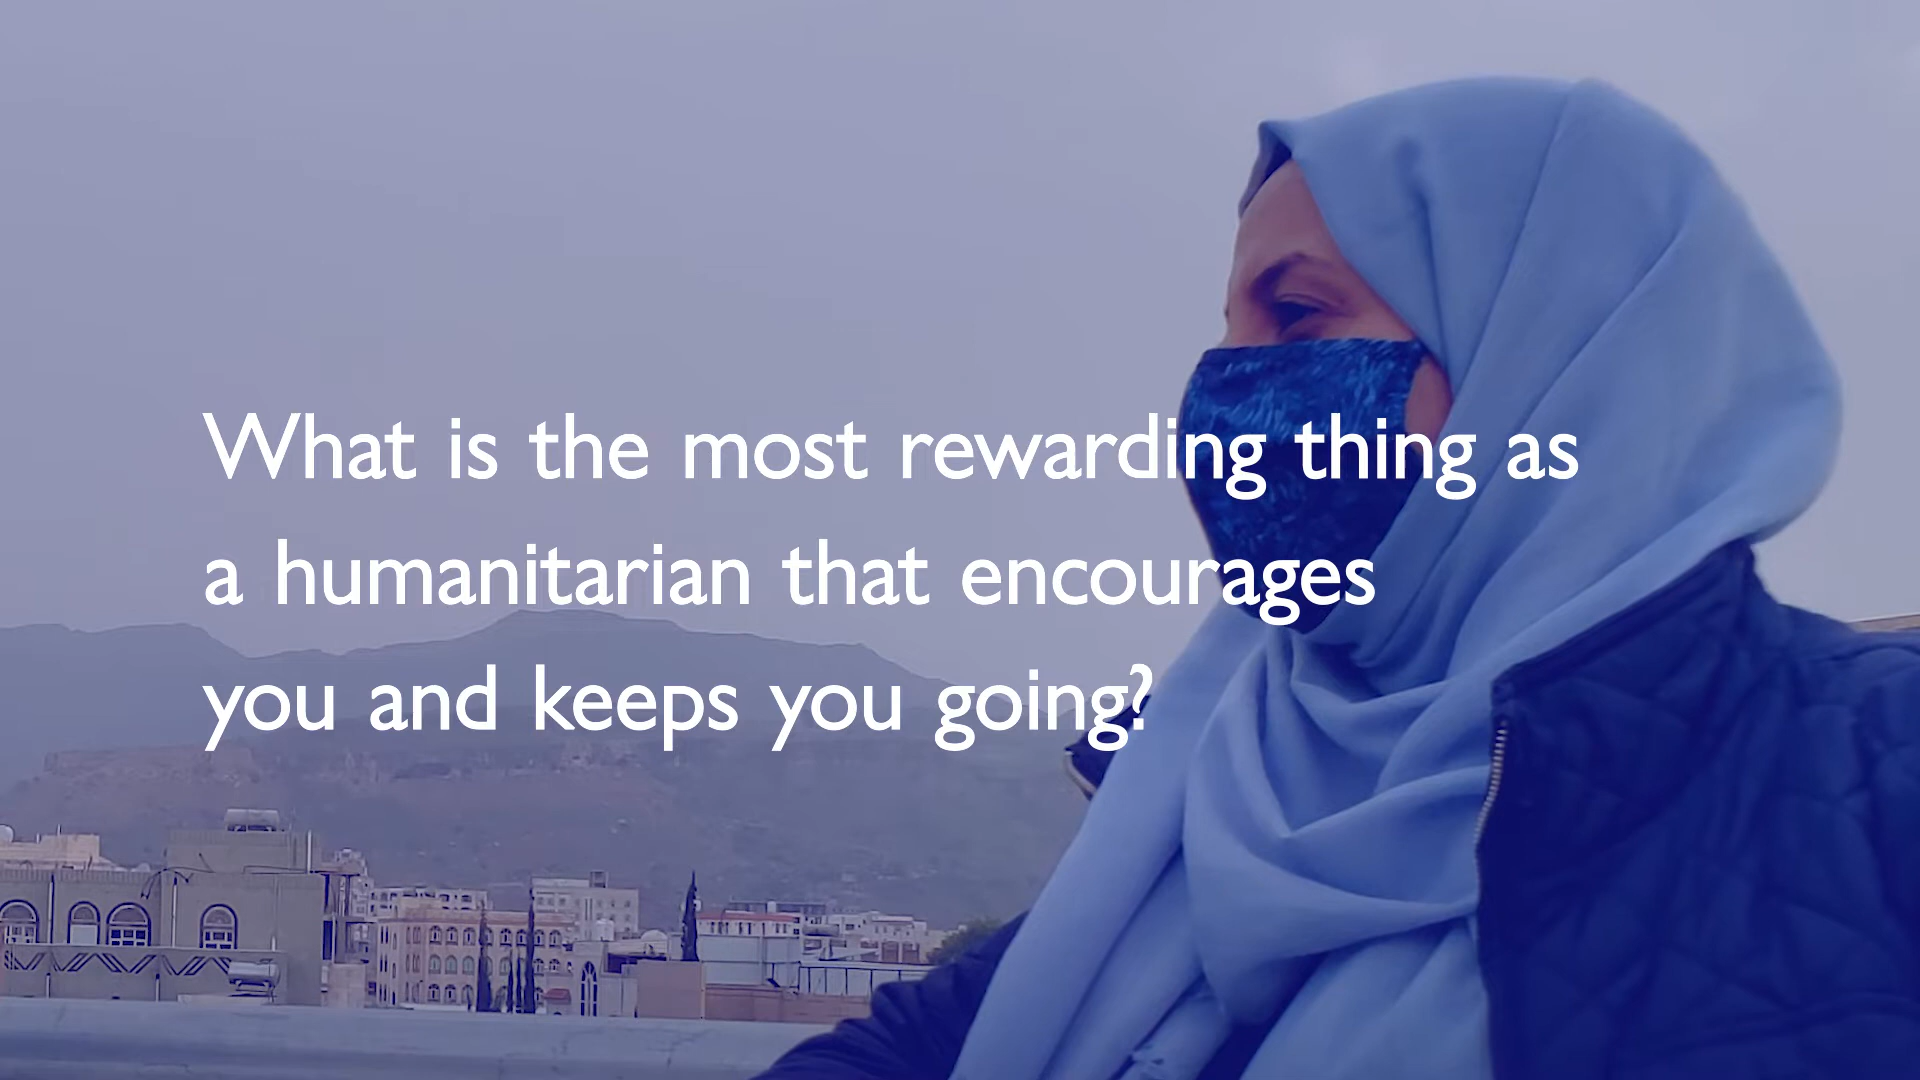 What is the most rewarding thing as
a humanitarian that encourages
you and keeps you going?